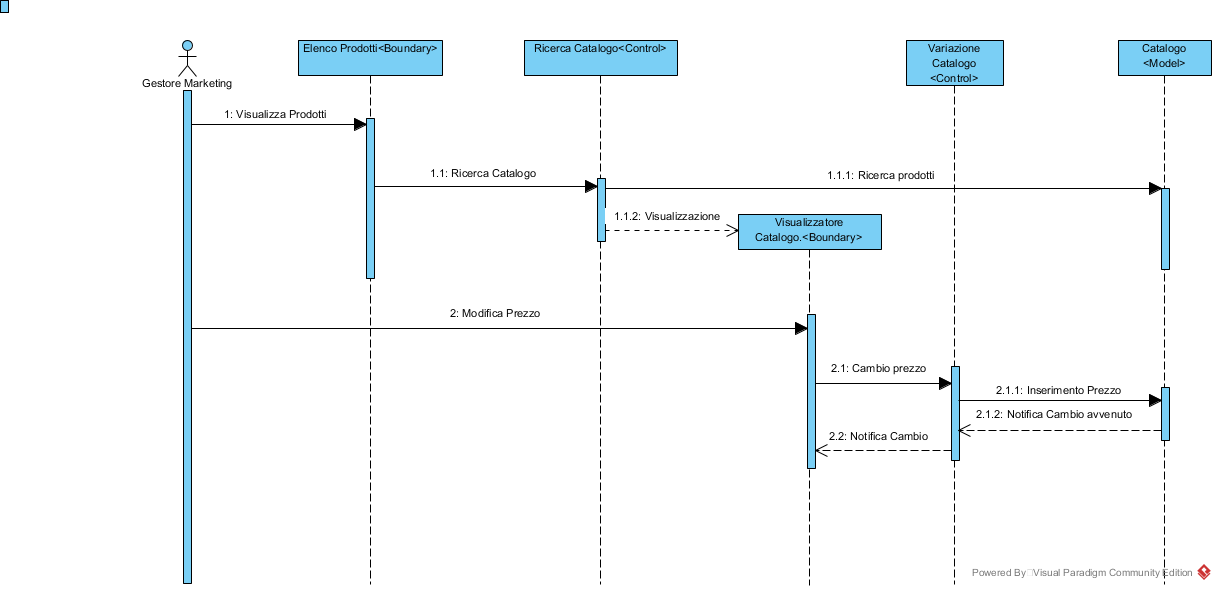 Gestore Marketing
Elenco Prodotti<Boundary>
Ricerca Catalogo<Control>
Variazione
Catalogo
<Control>
Catalogo
<Model>
1: Visualizza Prodotti
1.1: Ricerca Catalogo
1.1.1: Ricerca prodotti
1.1.2: Visualizzazione
Visualizzatore
Catalogo.<Boundary>
2: Modifica Prezzo
2.1: Cambio prezzo
2.1.1: Inserimento Prezzo
2.1.2: Notifica Cambio avvenuto
2.2: Notifica Cambio
Powered By Visual Paradigm Community Edition